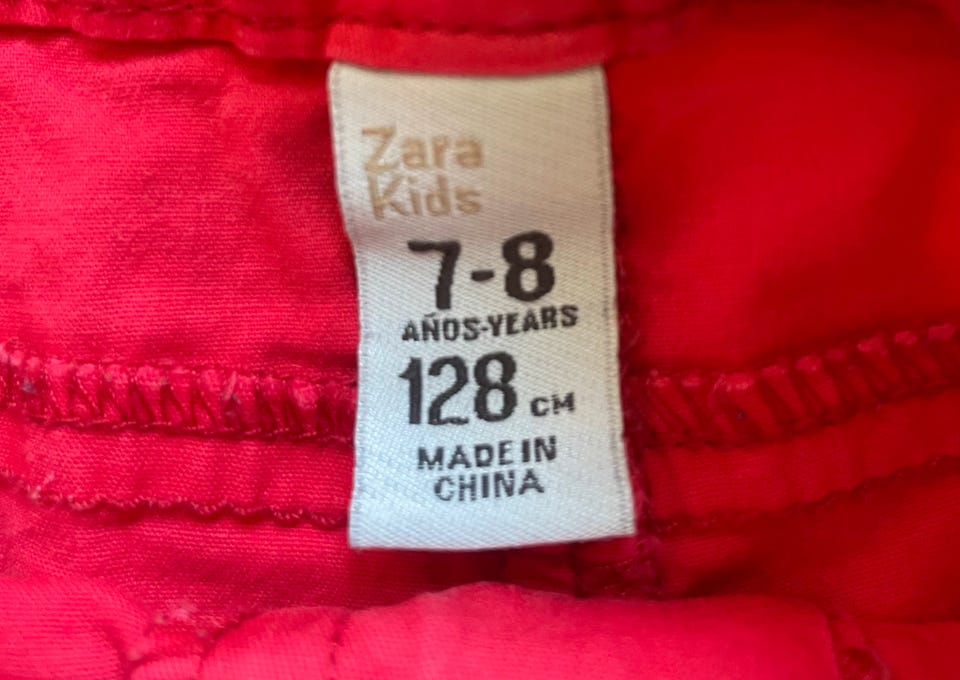 Zara
Kids
7-8
AÑOS-YEARS
128 CM
MADE IN
CHINA